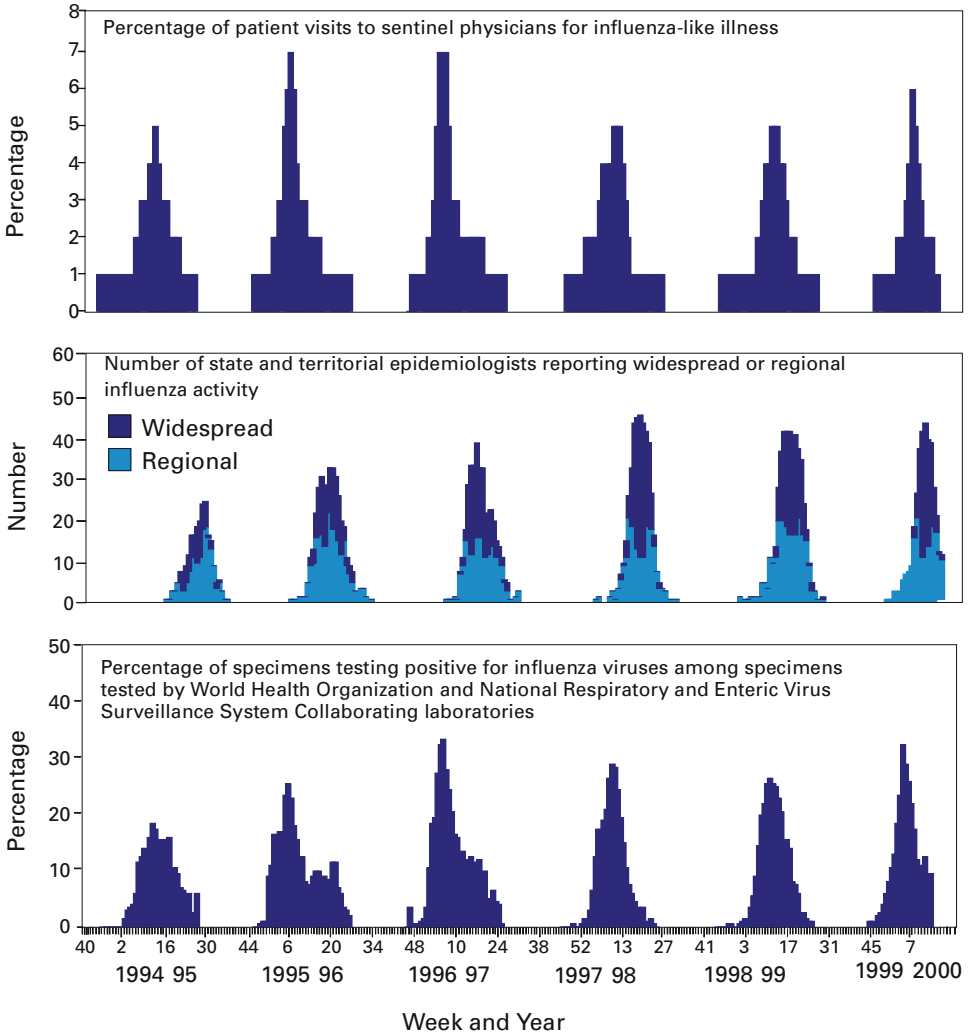 8
7
6
5
4
3
2
1
0
Percentage
Percentage of patient visits to sentinel physicians for influenza-like illness
60
50
40
30
20
10
0
Number
Number of state and territorial epidemiologists reporting widespread or regional
influenza activity
Widespread
Regional
50
40
30
20
10
0
Percentage
Percentage of specimens testing positive for influenza viruses among specimens
tested by World Health Organization and National Respiratory and Enteric Virus
Surveillance System Collaborating laboratories
40 2 16 30 44 6 20 34 48 10 24 38 52 13 27 41 3 17 31 45 7
1994 95 1995 96 1996 97 1997 98 1998 99 1999 2000
Week and Year